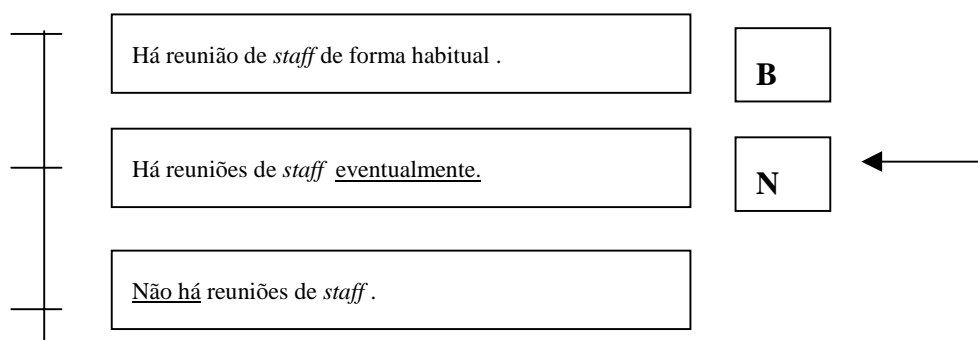 Há reunião de staff de forma habitual .
B
Há reuniões de staff eventualmente.
N
Não há reuniões de staff .